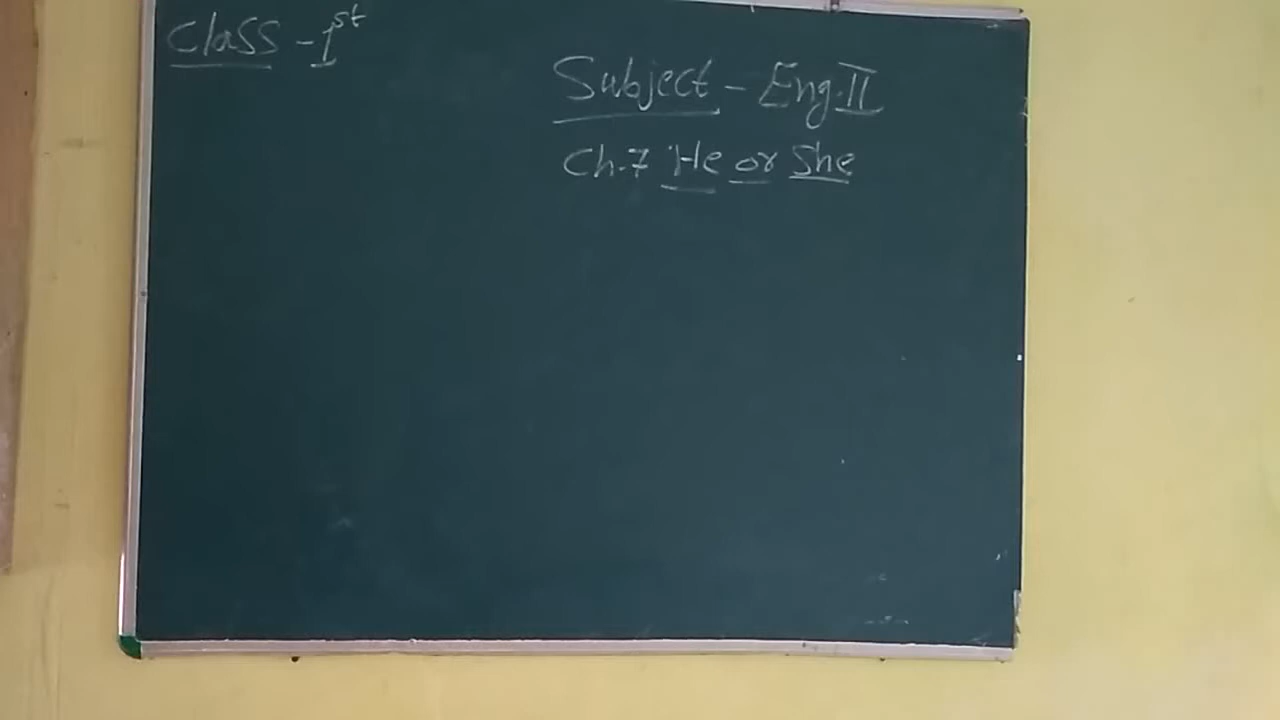 Class - 1st
Subject - Eng.II
Ch.7 He or She